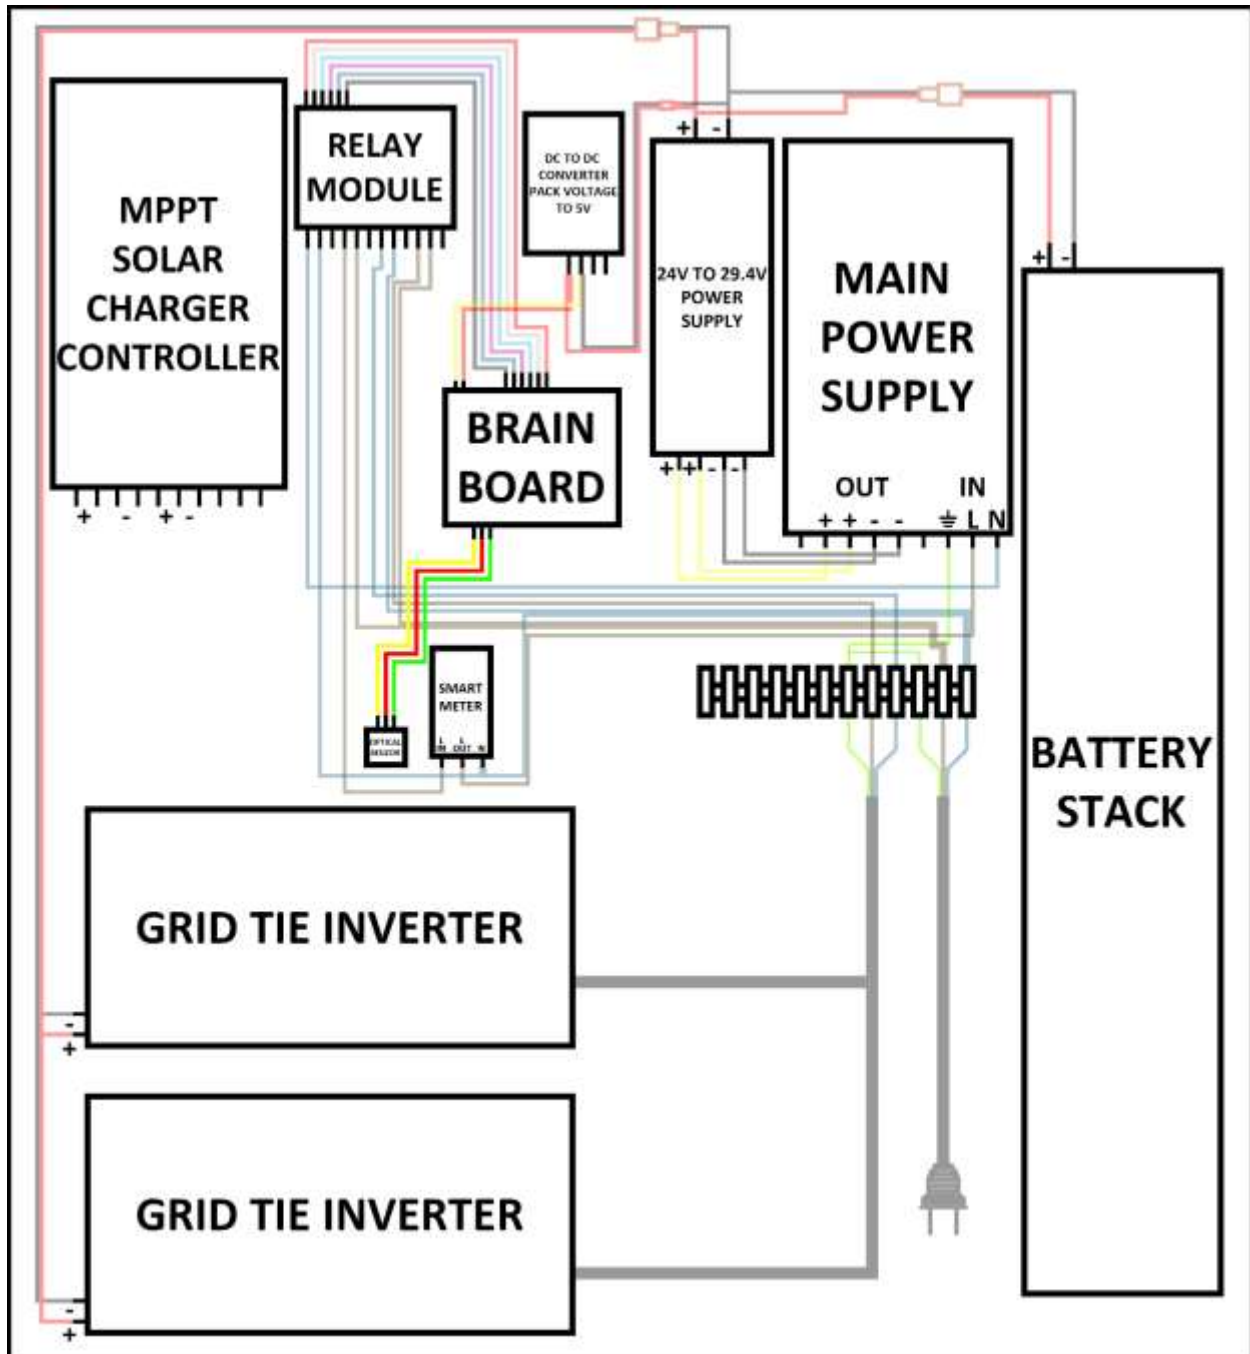 MPPT
SOLAR
CHARGER
CONTROLLER
+ - + -
RELAY
MODULE
DC TO DC
CONVERTER
PACK VOLTAGE
TO 5V
+ -
24V TO 29.4V
POWER
SUPPLY
+ + - -
MAIN
POWER
SUPPLY
OUT IN
+ + - - L N
+ -
BATTERY
STACK
BRAIN
BOARD
OPTICAL
SENSOR
SMART
METER
L L
IN OUT N
GRID TIE INVERTER
-
+
GRID TIE INVERTER
-
+